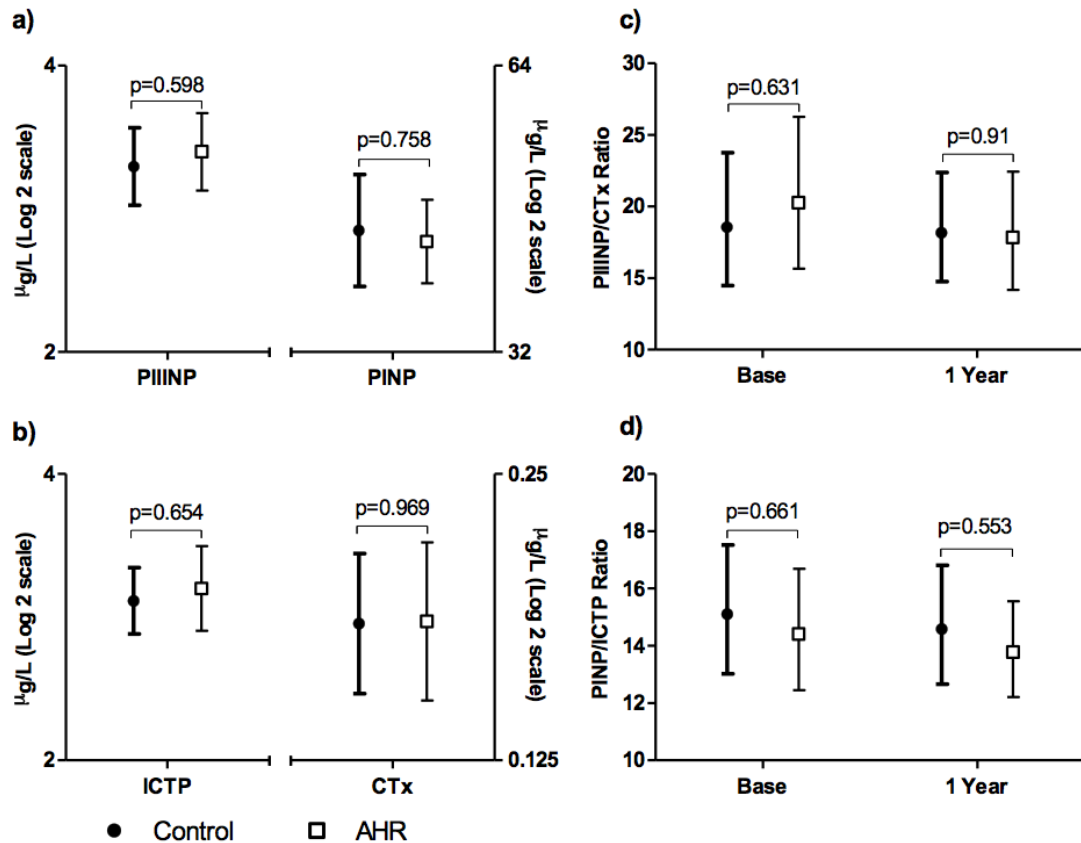 a)
4
64
p=0.598
p=0.758
μg/L (Log 2 scale)
μg/L (Log 2 scale)
2
32
PIIINP
PINP
c)
30
p=0.631
25
p=0.91
PIIINP/CTx Ratio
20
15
10
Base
1 Year
b)
4
0.25
p=0.654
p=0.969
μg/L (Log 2 scale)
μg/L (Log 2 scale)
2
0.125
ICTP
CTx
d)
20
18
p=0.661
p=0.553
PINP/ICTP Ratio
16
14
12
10
Base
1 Year
Control
AHR